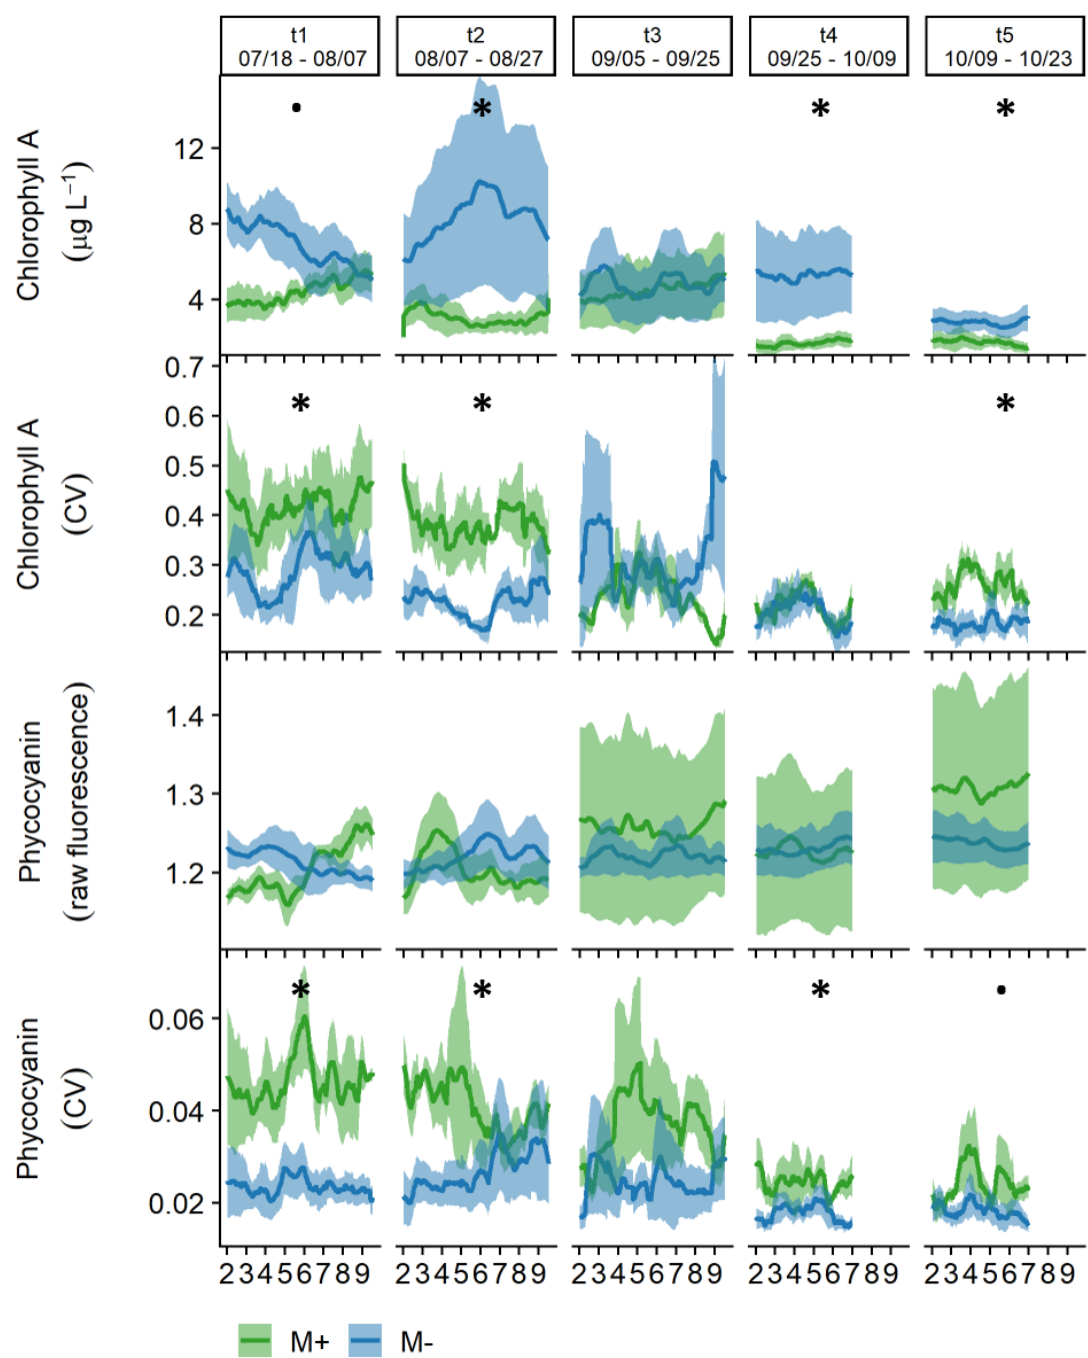 t1
07/18 - 08/07
t2
08/07 - 08/27
t3
09/05 - 09/25
t4
09/25 - 10/09
t5
10/09 - 10/23
Chlorophyll A
(μg L⁻¹)
12
8
4
•
*
*
*
Chlorophyll A
(CV)
0.7
0.6
0.5
0.4
0.3
0.2
*
*
*
Phycocyanin
(raw fluorescence)
1.4
1.3
1.2
Phycocyanin
(CV)
0.06
0.04
0.02
*
*
*
•
23456789
23456789
23456789
23456789
23456789
M+
M-